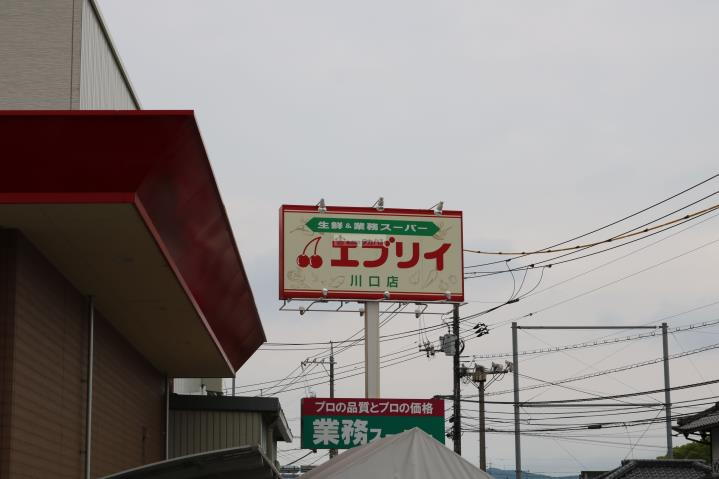 生鮮&業務スーパー
エブリイ
川口店
プロの品質とプロの価格
業務スー